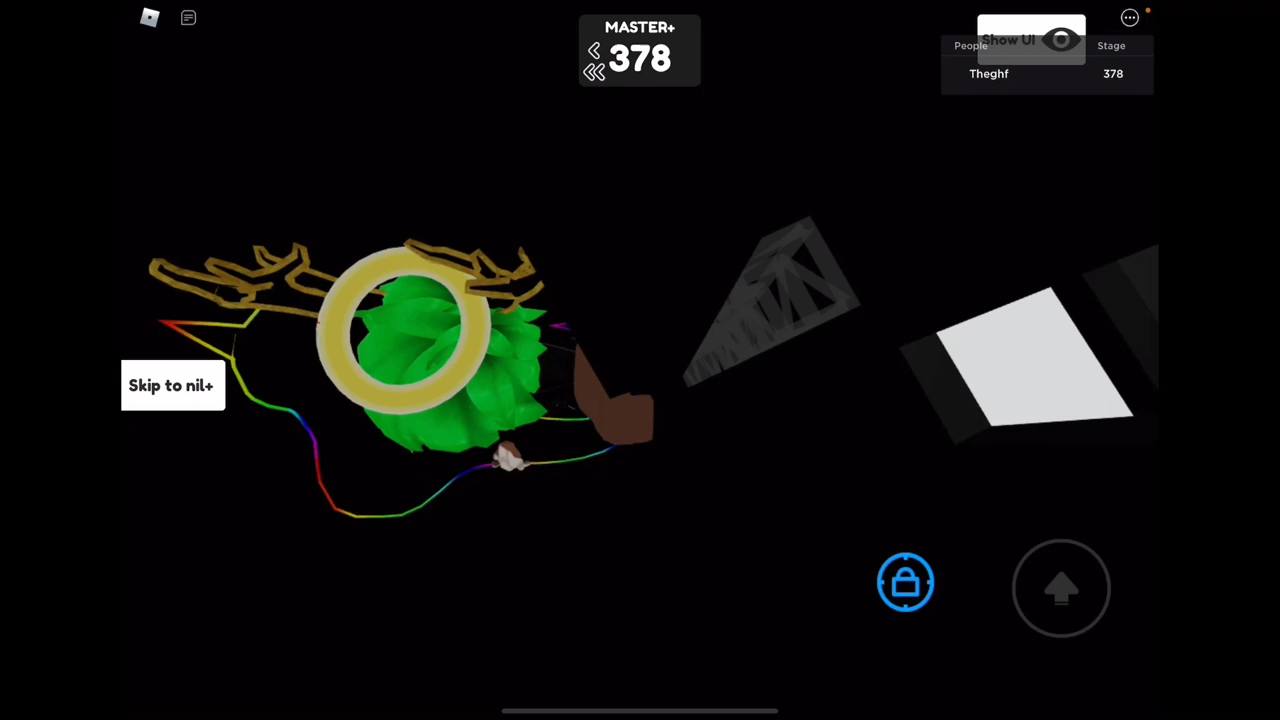 MASTER+
378
Show UI
People Stage
Theghf 378
Skip to nil+